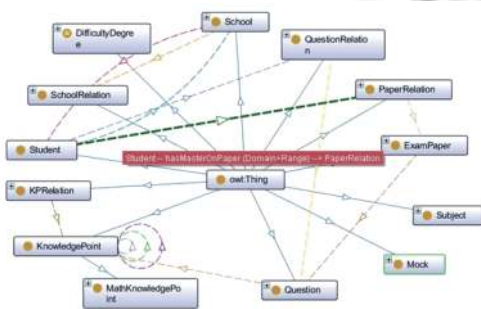 School
DifficultyDegre
e
QuestionRelatio
n
SchoolRelation
PaperRelation
Student
ExamPaper
Student -- hasMasterOnPaper (Domain>Range) --> PaperRelation
owl:Thing
KPRelation
Subject
KnowledgePoint
Mock
MathKnowledgePo
int
Question